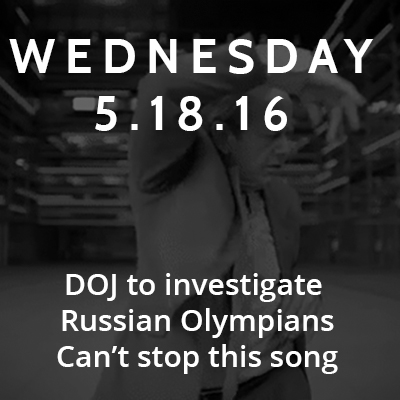 WEDNESDAY
5.18.16
DOJ to investigate
Russian Olympians
Can’t stop this song